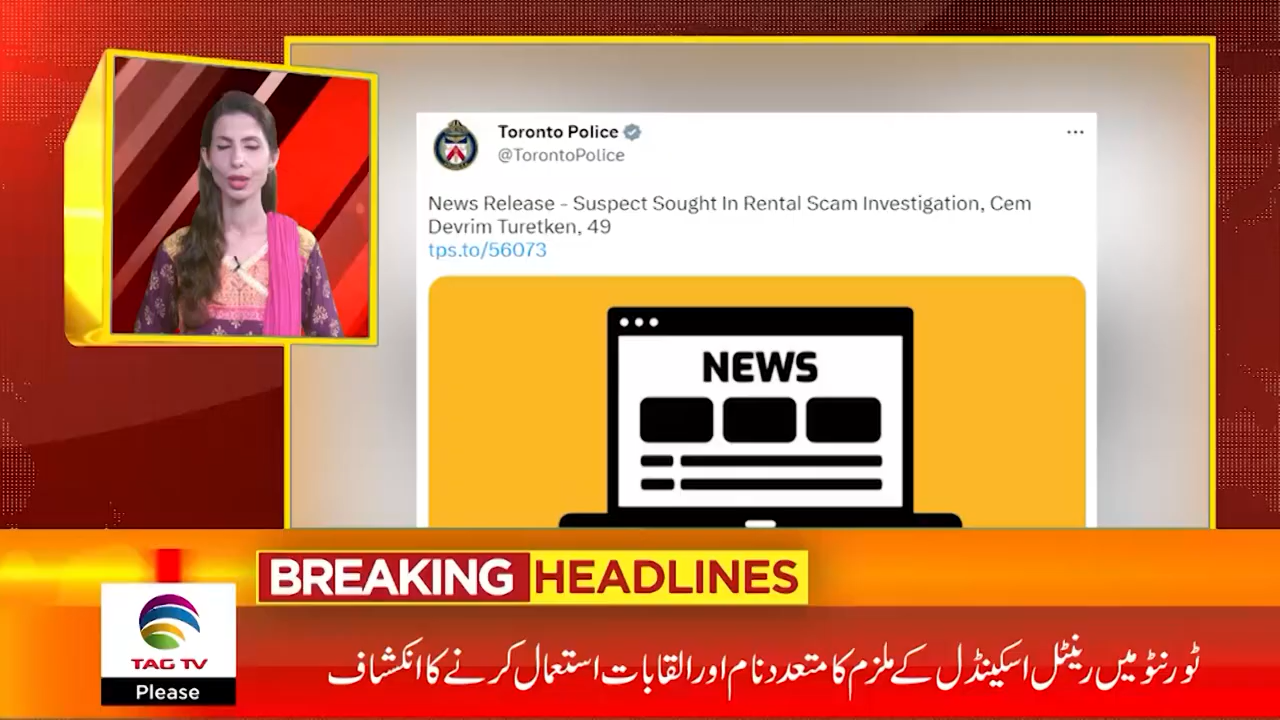 Toronto Police
@TorontoPolice
News Release - Suspect Sought In Rental Scam Investigation, Cem
Devrim Turetken, 49
tps.to/56073
NEWS
BREAKING HEADLINES
TAG TV
Please
ٹورنٹو میں رینٹل اسکینڈل کے ملزم کا متعدد نام اور القابات استعمال کرنے کا انکشاف